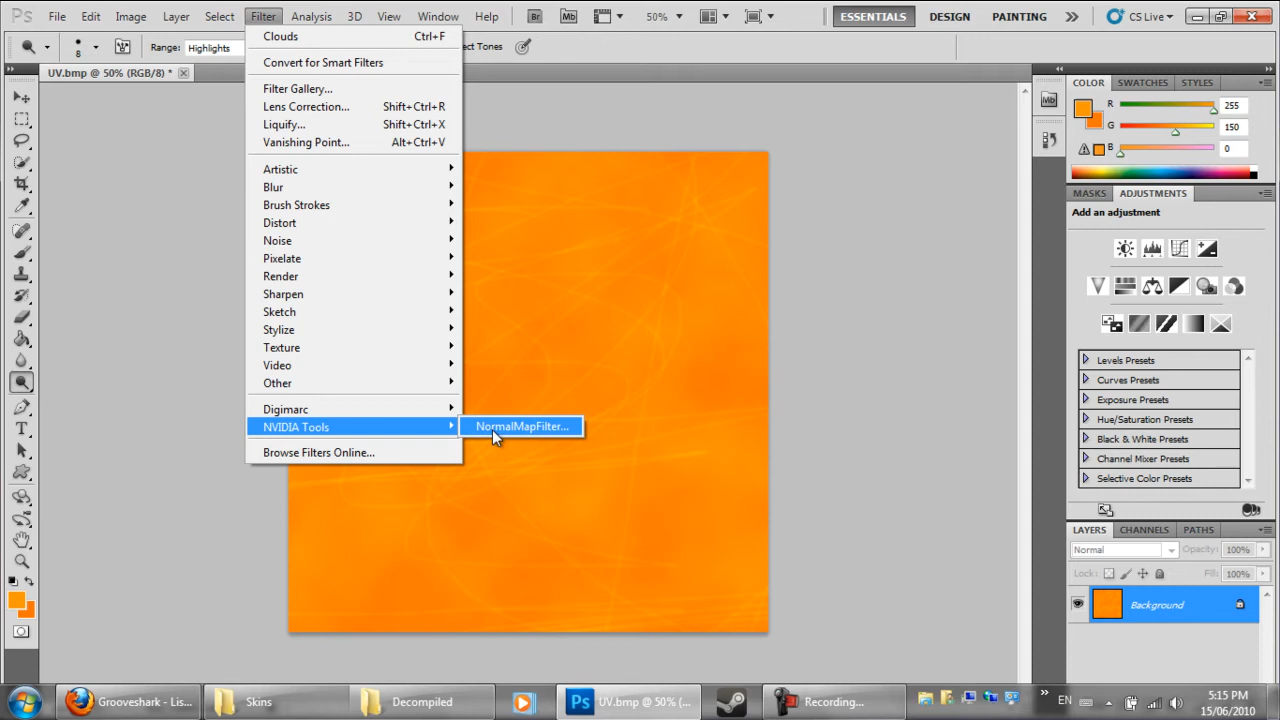 Ps File Edit Image Layer Select Filter Analysis 3D View Window Help Br Mb 50% ESSENTIALS DESIGN PAINTING CS Live
8 Range: Highlights
UV.bmp @ 50% (RGB/8) *
Clouds Ctrl+F
Convert for Smart Filters
Filter Gallery...
Lens Correction... Shift+Ctrl+R
Liquify... Shift+Ctrl+X
Vanishing Point... Alt+Ctrl+V
Artistic
Blur
Brush Strokes
Distort
Noise
Pixelate
Render
Sharpen
Sketch
Stylize
Texture
Video
Other
Digimarc
NVIDIA Tools
NormalMapFilter...
Browse Filters Online...
Mb
COLOR SWATCHES STYLES
R 255
G 150
B 0
MASKS ADJUSTMENTS
Add an adjustment
Levels Presets
Curves Presets
Exposure Presets
Hue/Saturation Presets
Black & White Presets
Channel Mixer Presets
Selective Color Presets
LAYERS CHANNELS PATHS
Normal Opacity: 100%
Lock: Fill: 100%
Background
T
Grooveshark - Lis... Skins Decompiled Ps UV.bmp @ 50% (... Recording... EN
5:15 PM
15/06/2010